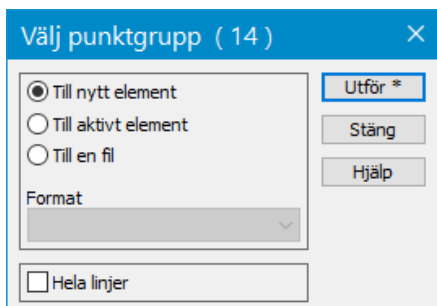 Välj punktgrupp ( 14 )
Till nytt element
Till aktivt element
Till en fil
Format
Hela linjer
Utför *
Stäng
Hjälp